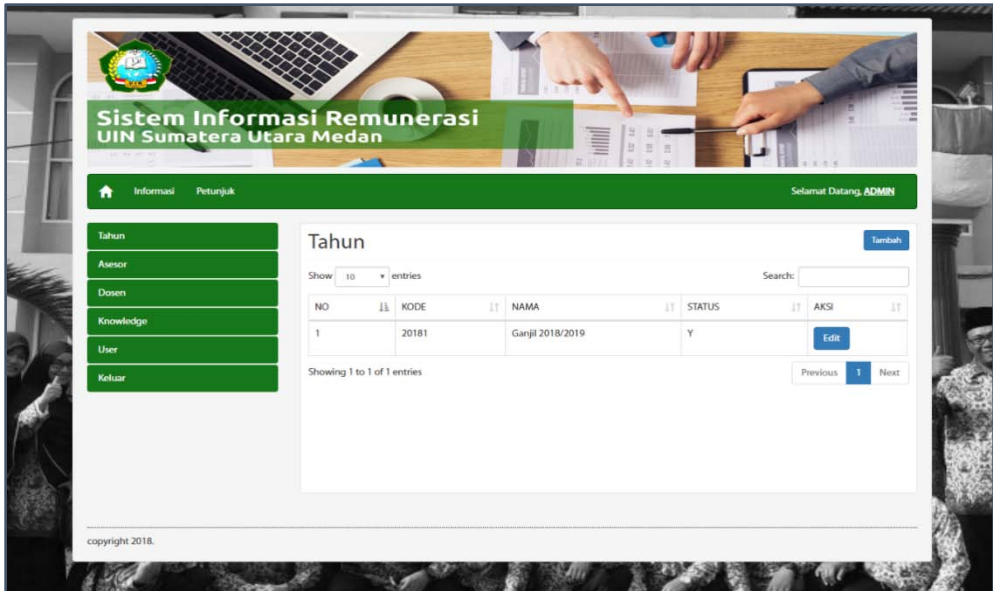 Sistem Informasi Remunerasi
UIN Sumatera Utara Medan
Informasi Petunjuk Selamat Datang, ADMIN
Tahun
Asesor
Dosen
Knowledge
User
Keluar
Tahun Tambah
Show 10 entries Search:
NO KODE NAMA STATUS AKSI
1 20181 Ganjil 2018/2019 Y Edit
Showing 1 to 1 of 1 entries Previous 1 Next
copyright 2018.